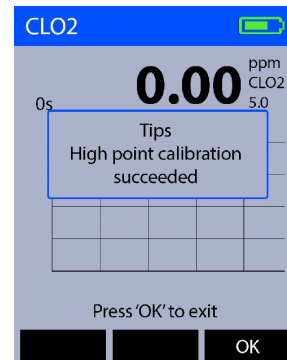 CLO2
0.00 ppm
CLO2
0s 5.0
Tips
High point calibration
succeeded
Press 'OK' to exit
OK